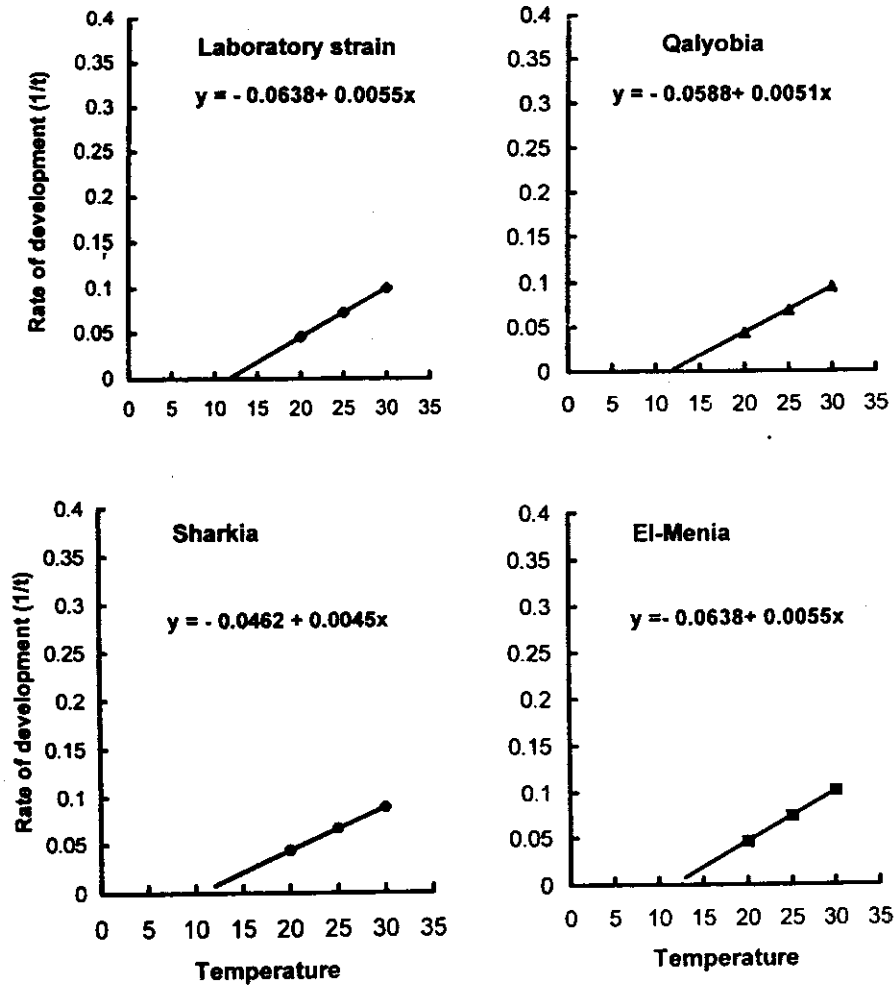 Laboratory strain
y = - 0.0638+ 0.0055x
Rate of development (1/t)
0.4
0.35
0.3
0.25
0.2
0.15
0.1
0.05
0
0 5 10 15 20 25 30 35
Qalyobia
y = - 0.0588+ 0.0051x
0.4
0.35
0.3
0.25
0.2
0.15
0.1
0.05
0
0 5 10 15 20 25 30 35
Sharkia
y = - 0.0462 + 0.0045x
Rate of development (1/t)
0.4
0.35
0.3
0.25
0.2
0.15
0.1
0.05
0
0 5 10 15 20 25 30 35
Temperature
El-Menia
y =- 0.0638+ 0.0055x
0.4
0.35
0.3
0.25
0.2
0.15
0.1
0.05
0
0 5 10 15 20 25 30 35
Temperature